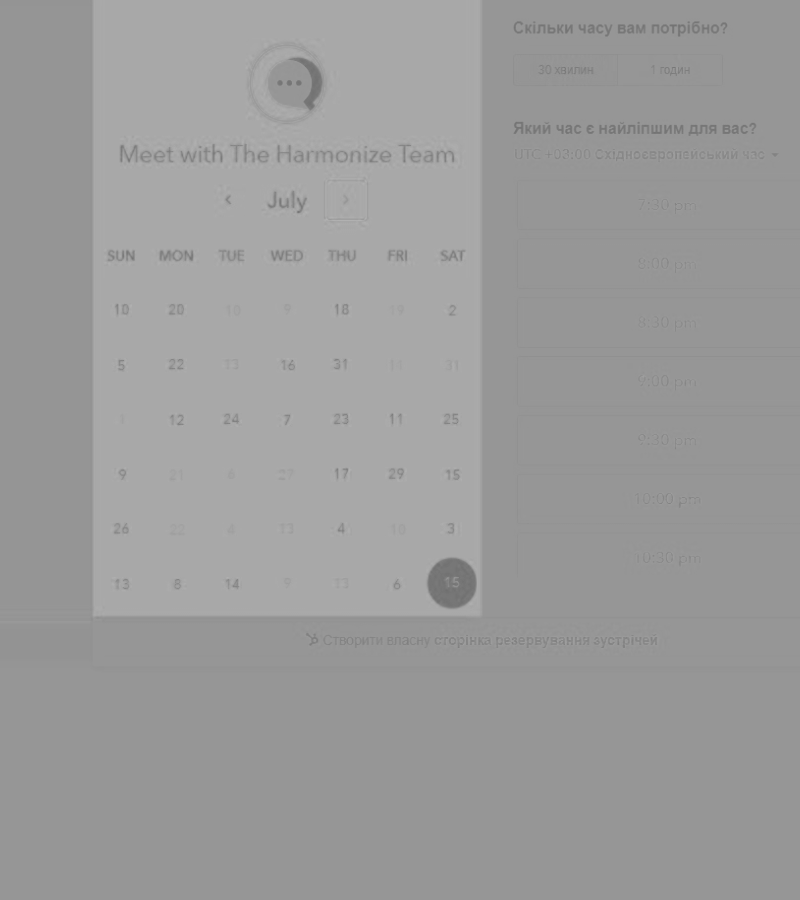 Meet with The Harmonize Team
July
SUN MON TUE WED THU FRI SAT
10 20 10 9 18 19 2
5 22 13 16 31 11 31
1 12 24 7 23 11 25
9 21 27 17 29 15
26 22 4 13 4 10 3
13 8 14 9 13 6 15
Скільки часу вам потрібно?
30 хвилин 1 годин
Який час є найліпшим для вас?
UTC +03:00 Східноєвропейський час
7:30 pm
8:00 pm
8:30 pm
9:00 pm
9:30 pm
10:00 pm
10:30 pm
Створити власну сторінка резервування зустрічей